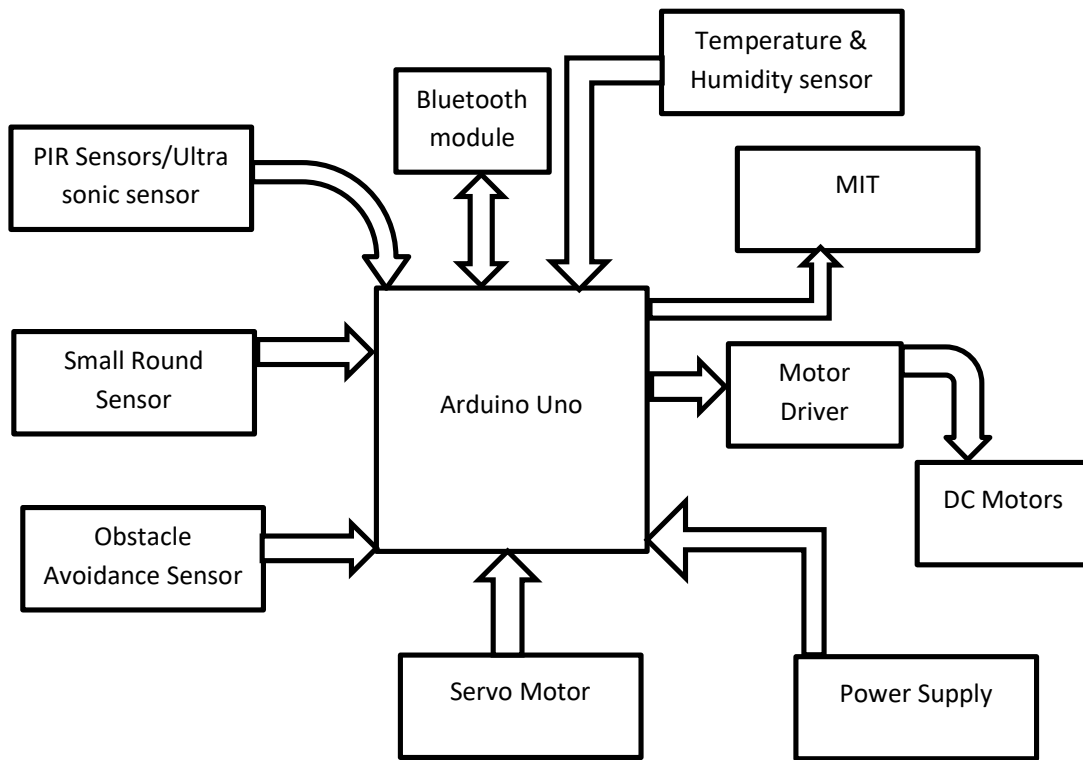 Temperature &
Humidity sensor
Bluetooth
module
PIR Sensors/Ultra
sonic sensor
MIT
Small Round
Sensor
Arduino Uno
Motor
Driver
DC Motors
Obstacle
Avoidance Sensor
Servo Motor
Power Supply